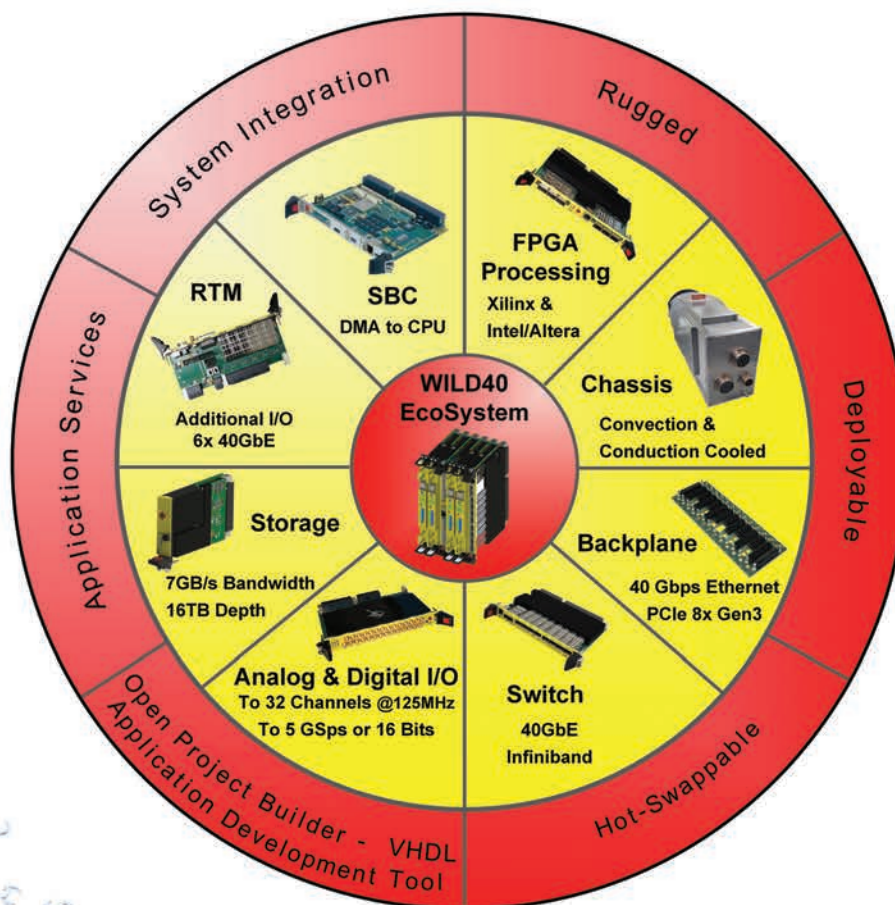 System Integration
Rugged
Deployable
Hot-Swappable
Open Project Builder - VHDL
Application Development Tool
Application Services
WILD40
EcoSystem
FPGA
Processing
Xilinx &
Intel/Altera
Chassis
Convection &
Conduction Cooled
Backplane
40 Gbps Ethernet
PCIe 8x Gen3
Switch
40GbE
Infiniband
Analog & Digital I/O
To 32 Channels @125MHz
To 5 GSps or 16 Bits
Storage
7GB/s Bandwidth
16TB Depth
RTM
Additional I/O
6x 40GbE
SBC
DMA to CPU